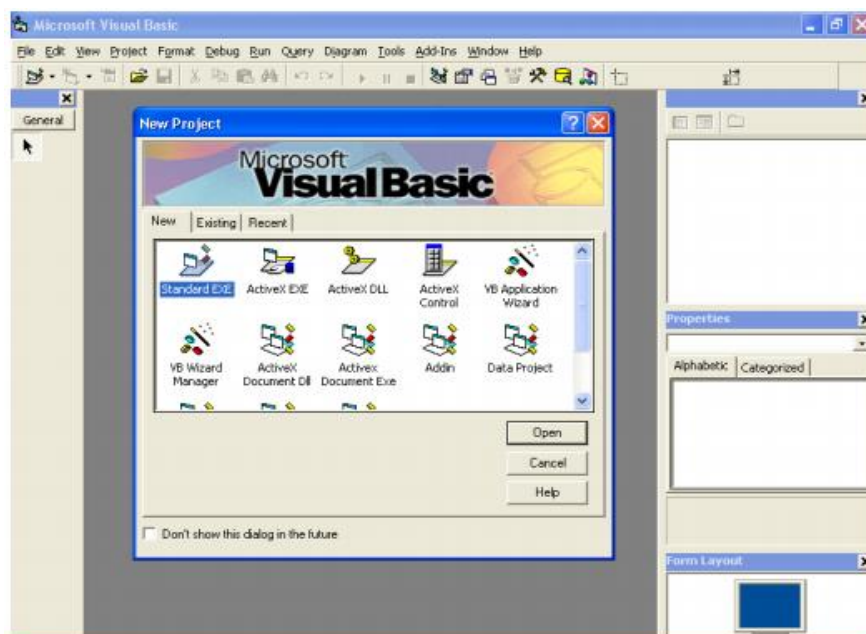 Microsoft Visual Basic
File Edit View Project Format Debug Run Query Diagram Tools Add-Ins Window Help
General
New Project
Microsoft
Visual Basic
New Existing Recent
Standard EXE ActiveX EXE ActiveX DLL ActiveX Control VB Application Wizard
VB Wizard Manager ActiveX Document Dll Activex Document Exe Addin Data Project
Open
Cancel
Help
Don't show this dialog in the future
Properties
Alphabetic Categorized
Form Layout